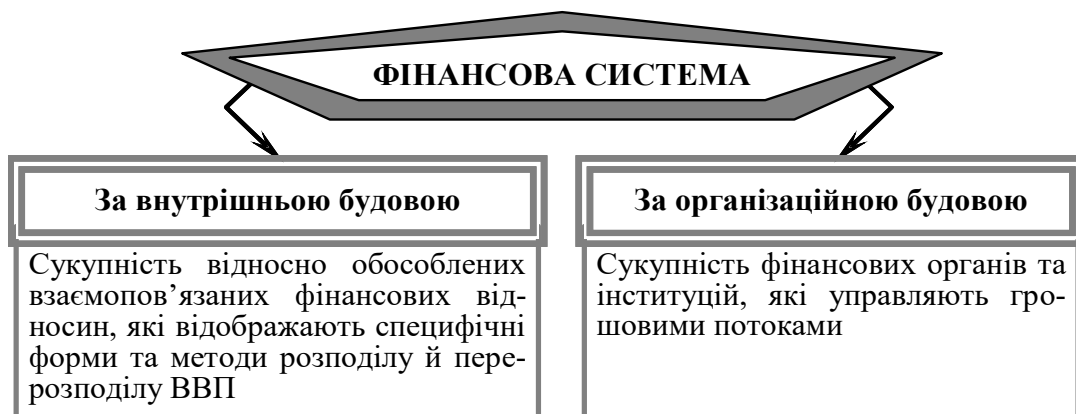 ФІНАНСОВА СИСТЕМА
За внутрішньою будовою
Сукупність відносно обособлених
взаємопов’язаних фінансових від-
носин, які відображають специфічні
форми та методи розподілу й пере-
розподілу ВВП
За організаційною будовою
Сукупність фінансових органів та
інституцій, які управляють гро-
шовими потоками